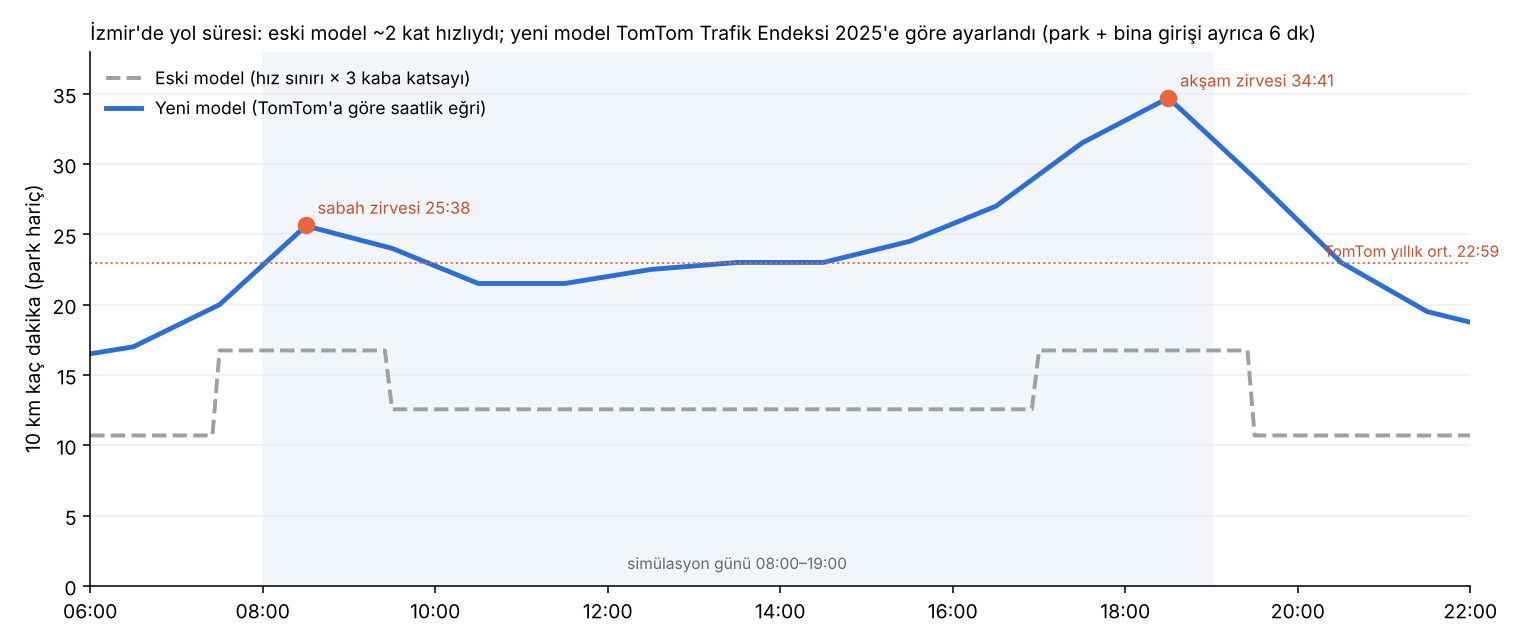 İzmir'de yol süresi: eski model ~2 kat hızlıydı; yeni model TomTom Trafik Endeksi 2025'e göre ayarlandı (park + bina girişi ayrıca 6 dk)
Eski model (hız sınırı × 3 kaba katsayı)
Yeni model (TomTom'a göre saatlik eğri)
akşam zirvesi 34:41
sabah zirvesi 25:38
TomTom yıllık ort. 22:59
simülasyon günü 08:00–19:00
10 km kaç dakika (park hariç)
35
30
25
20
15
10
5
0
06:00 08:00 10:00 12:00 14:00 16:00 18:00 20:00 22:00